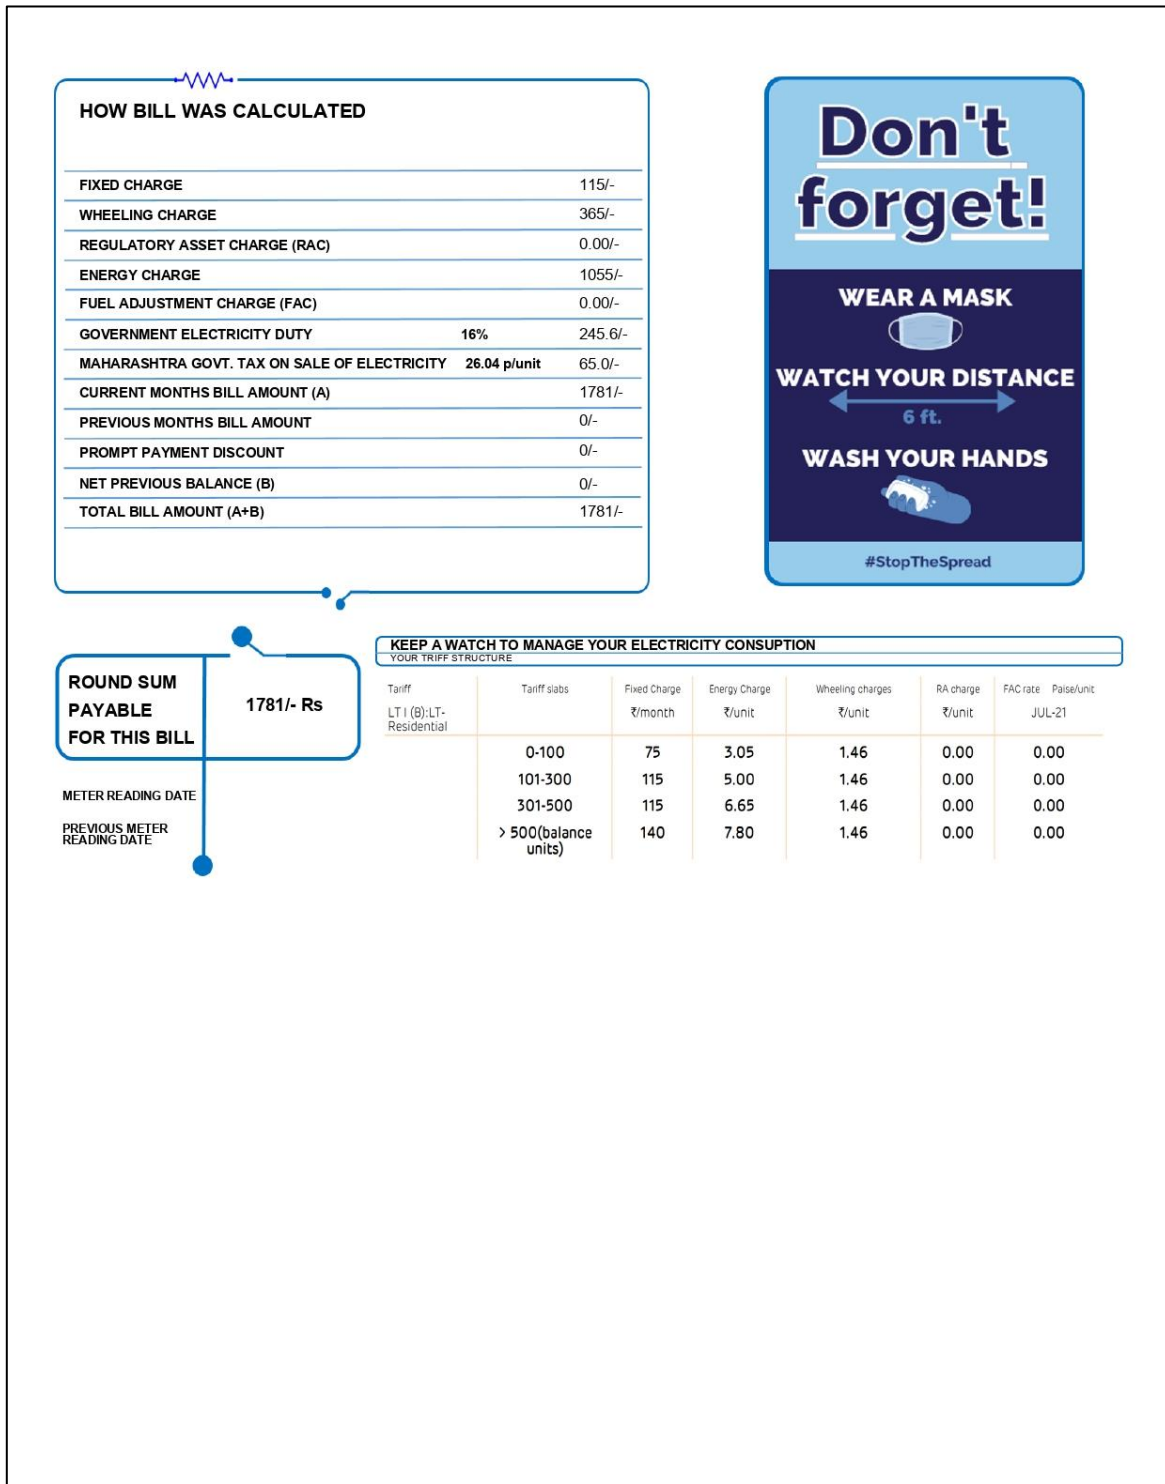 HOW BILL WAS CALCULATED
FIXED CHARGE 115/-
WHEELING CHARGE 365/-
REGULATORY ASSET CHARGE (RAC) 0.00/-
ENERGY CHARGE 1055/-
FUEL ADJUSTMENT CHARGE (FAC) 0.00/-
GOVERNMENT ELECTRICITY DUTY 16% 245.6/-
MAHARASHTRA GOVT. TAX ON SALE OF ELECTRICITY 26.04 p/unit 65.0/-
CURRENT MONTHS BILL AMOUNT (A) 1781/-
PREVIOUS MONTHS BILL AMOUNT 0/-
PROMPT PAYMENT DISCOUNT 0/-
NET PREVIOUS BALANCE (B) 0/-
TOTAL BILL AMOUNT (A+B) 1781/-
Don't
forget!
WEAR A MASK
WATCH YOUR DISTANCE
6 ft.
WASH YOUR HANDS
#StopTheSpread
ROUND SUM
PAYABLE
FOR THIS BILL
1781/- Rs
METER READING DATE
PREVIOUS METER
READING DATE
KEEP A WATCH TO MANAGE YOUR ELECTRICITY CONSUPTION
YOUR TRIFF STRUCTURE
Tariff Tariff slabs Fixed Charge Energy Charge Wheeling charges RA charge FAC rate Paise/unit
LT I (B):LT- ₹/month ₹/unit ₹/unit ₹/unit JUL-21
Residential
0-100 75 3.05 1.46 0.00 0.00
101-300 115 5.00 1.46 0.00 0.00
301-500 115 6.65 1.46 0.00 0.00
> 500(balance 140 7.80 1.46 0.00 0.00
units)